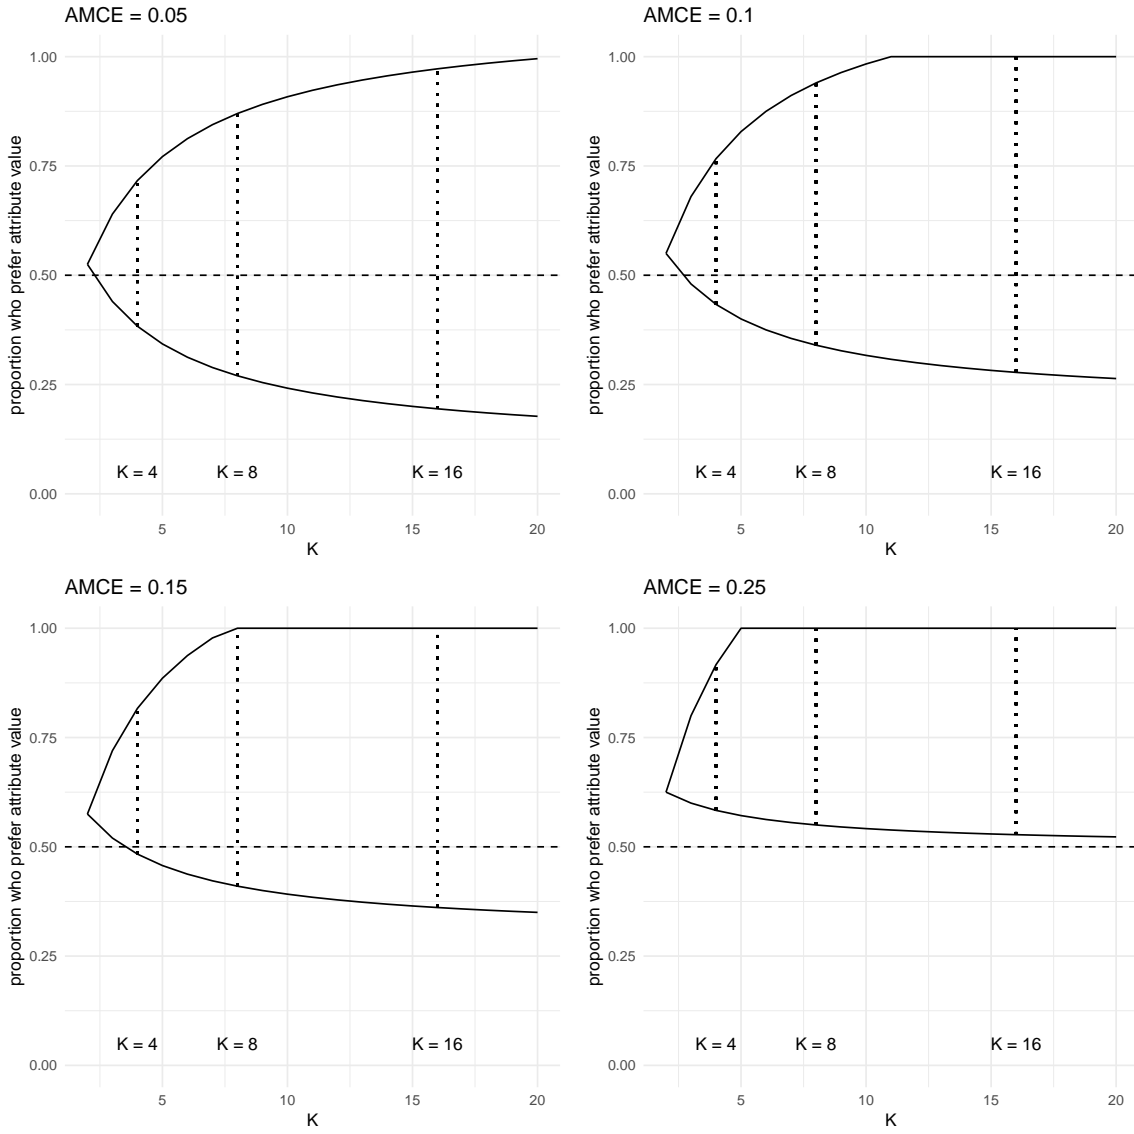 AMCE = 0.05
proportion who prefer attribute value
1.00
0.75
0.50
0.25
0.00
K = 4 K = 8 K = 16
5 10 15 20
K
AMCE = 0.1
proportion who prefer attribute value
1.00
0.75
0.50
0.25
0.00
K = 4 K = 8 K = 16
5 10 15 20
K
AMCE = 0.15
proportion who prefer attribute value
1.00
0.75
0.50
0.25
0.00
K = 4 K = 8 K = 16
5 10 15 20
K
AMCE = 0.25
proportion who prefer attribute value
1.00
0.75
0.50
0.25
0.00
K = 4 K = 8 K = 16
5 10 15 20
K